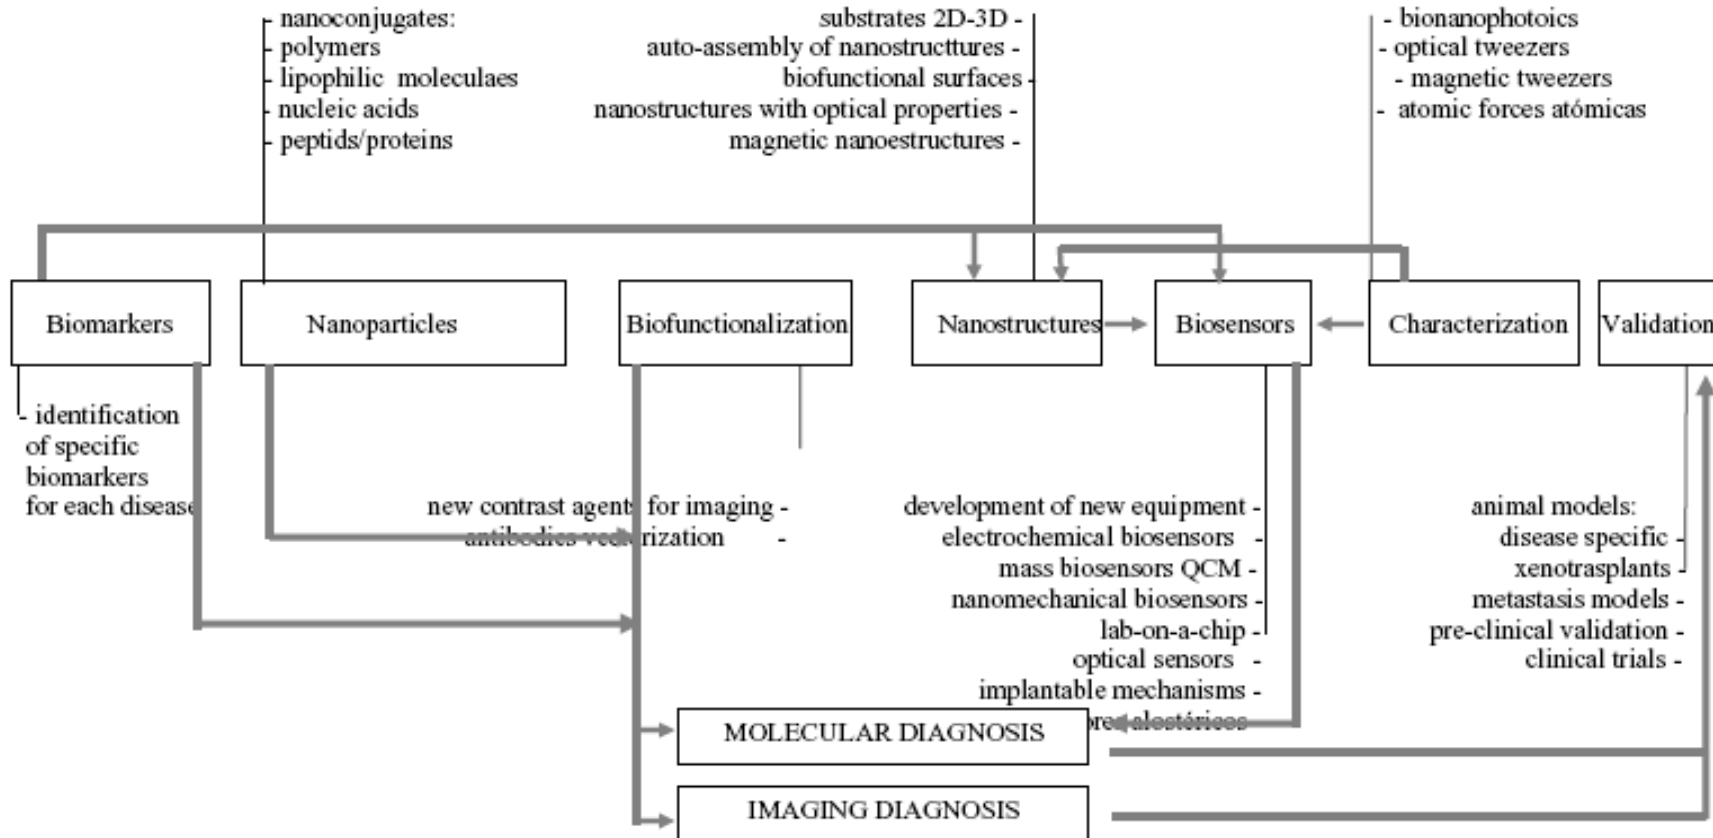 - nanoconjugates:
- polymers
- lipophilic moleculaes
- nucleic acids
- peptids/proteins
substrates 2D-3D -
auto-assembly of nanostructtures -
biofunctional surfaces -
nanostructures with optical properties -
magnetic nanoestructures -
- bionanophotoics
- optical tweezers
- magnetic tweezers
- atomic forces atómicas
Biomarkers
Nanoparticles
Biofunctionalization
Nanostructures
Biosensors
Characterization
Validation
- identification
of specific
biomarkers
for each disease
new contrast agents for imaging -
antibodies vectorization -
development of new equipment -
electrochemical biosensors -
mass biosensors QCM -
nanomechanical biosensors -
lab-on-a-chip -
optical sensors -
implantable mechanisms -
alostéricos
animal models:
disease specific -
xenotrasplants -
metastasis models -
pre-clinical validation -
clinical trials -
MOLECULAR DIAGNOSIS
IMAGING DIAGNOSIS